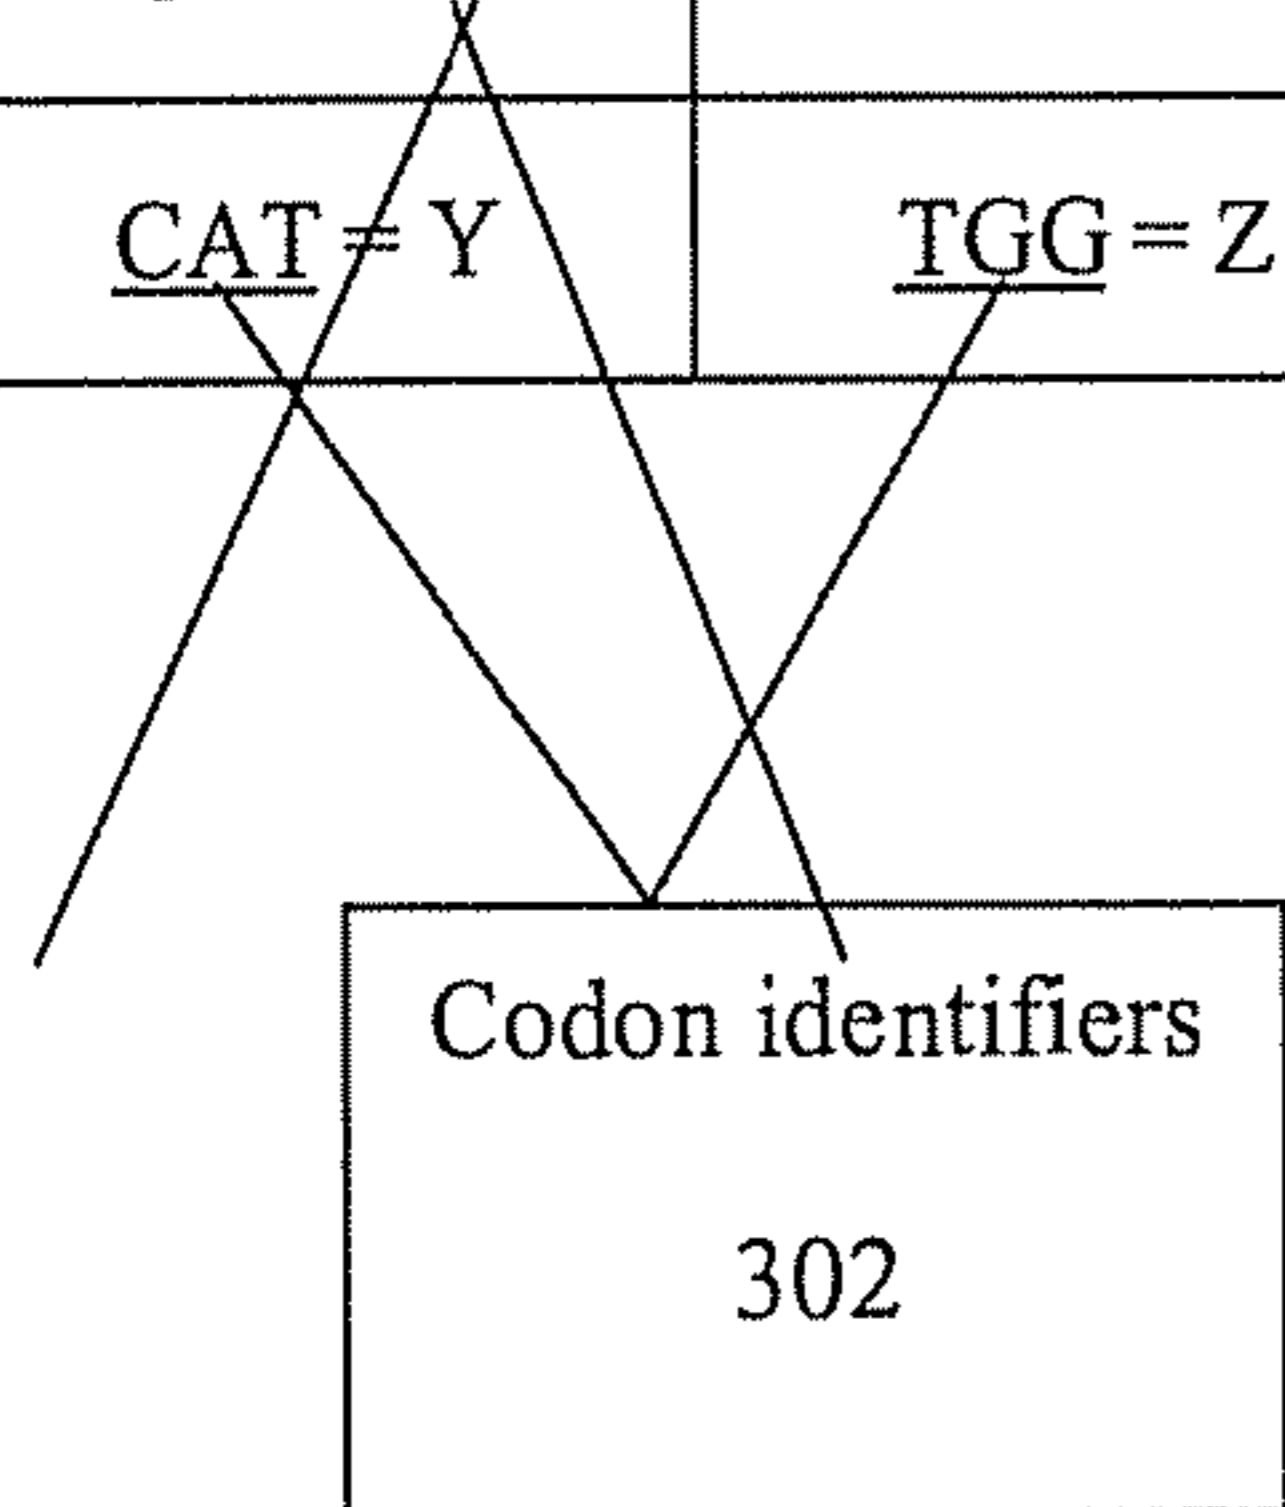 CAT = Y
TGG = Z
Codon identifiers
302